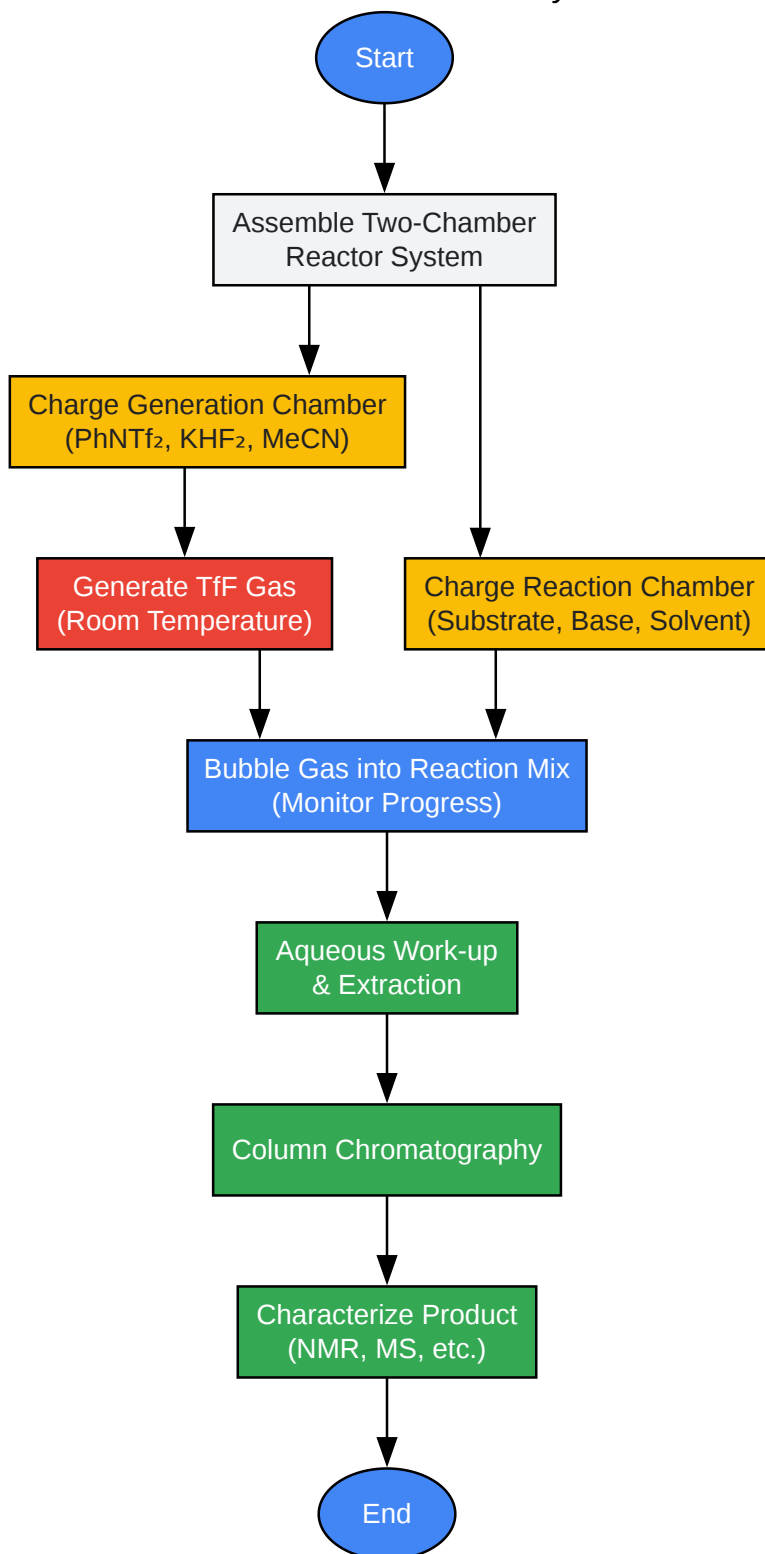 Start
Assemble Two-Chamber
Reactor System
Charge Generation Chamber
(PhNTf₂, KHF₂, MeCN)
Generate TfF Gas
(Room Temperature)
Charge Reaction Chamber
(Substrate, Base, Solvent)
Bubble Gas into Reaction Mix
(Monitor Progress)
Aqueous Work-up
& Extraction
Column Chromatography
Characterize Product
(NMR, MS, etc.)
End